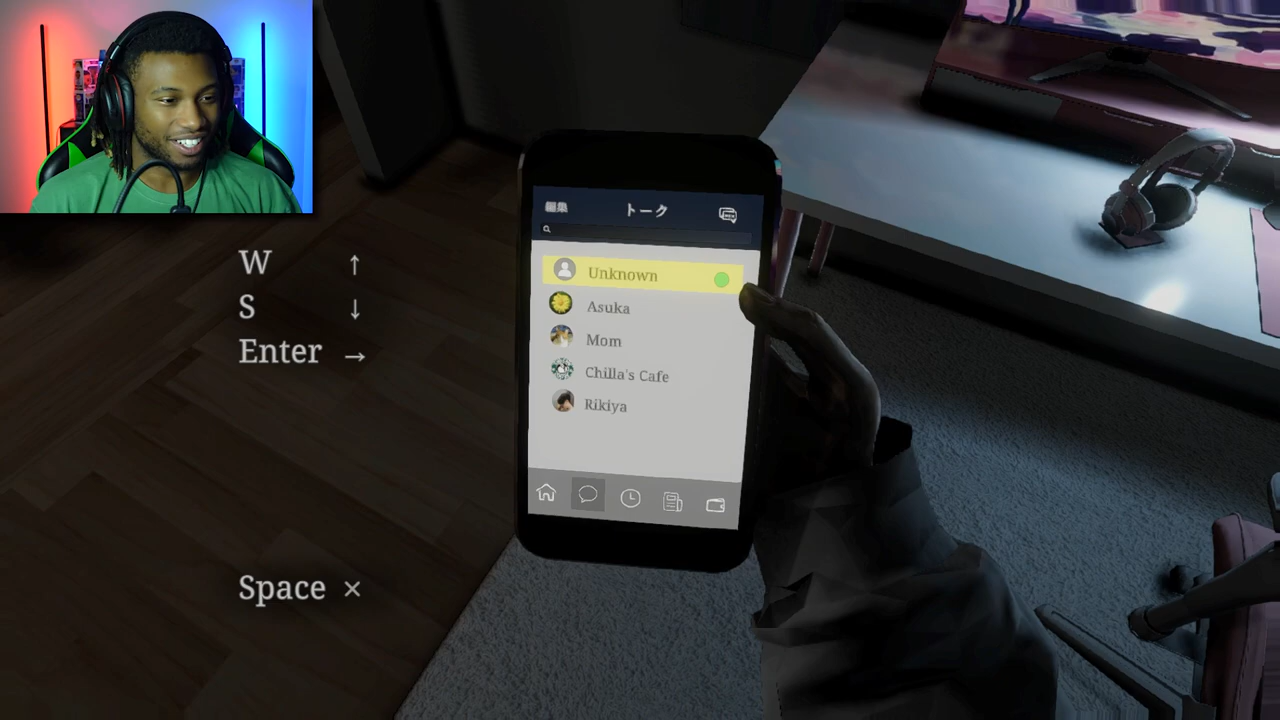 W ↑
S ↓
Enter →
Space ×
編集 トーク
Unknown
Asuka
Mom
Chilla's Cafe
Rikiya